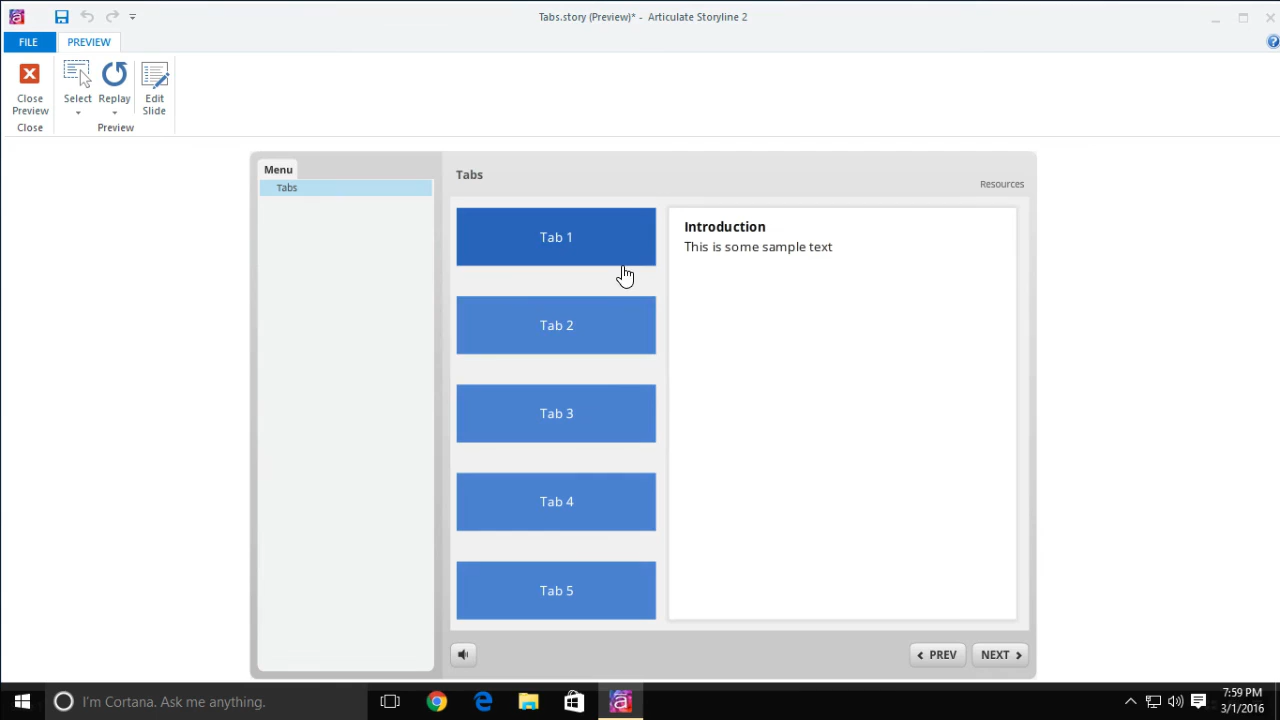 Tabs.story (Preview)* - Articulate Storyline 2
FILE
PREVIEW
Close Preview
Select
Replay
Edit Slide
Close
Preview
Menu
Tabs
Tabs
Resources
Tab 1
Tab 2
Tab 3
Tab 4
Tab 5
Introduction
This is some sample text
PREV
NEXT
I'm Cortana. Ask me anything.
7:59 PM
3/1/2016